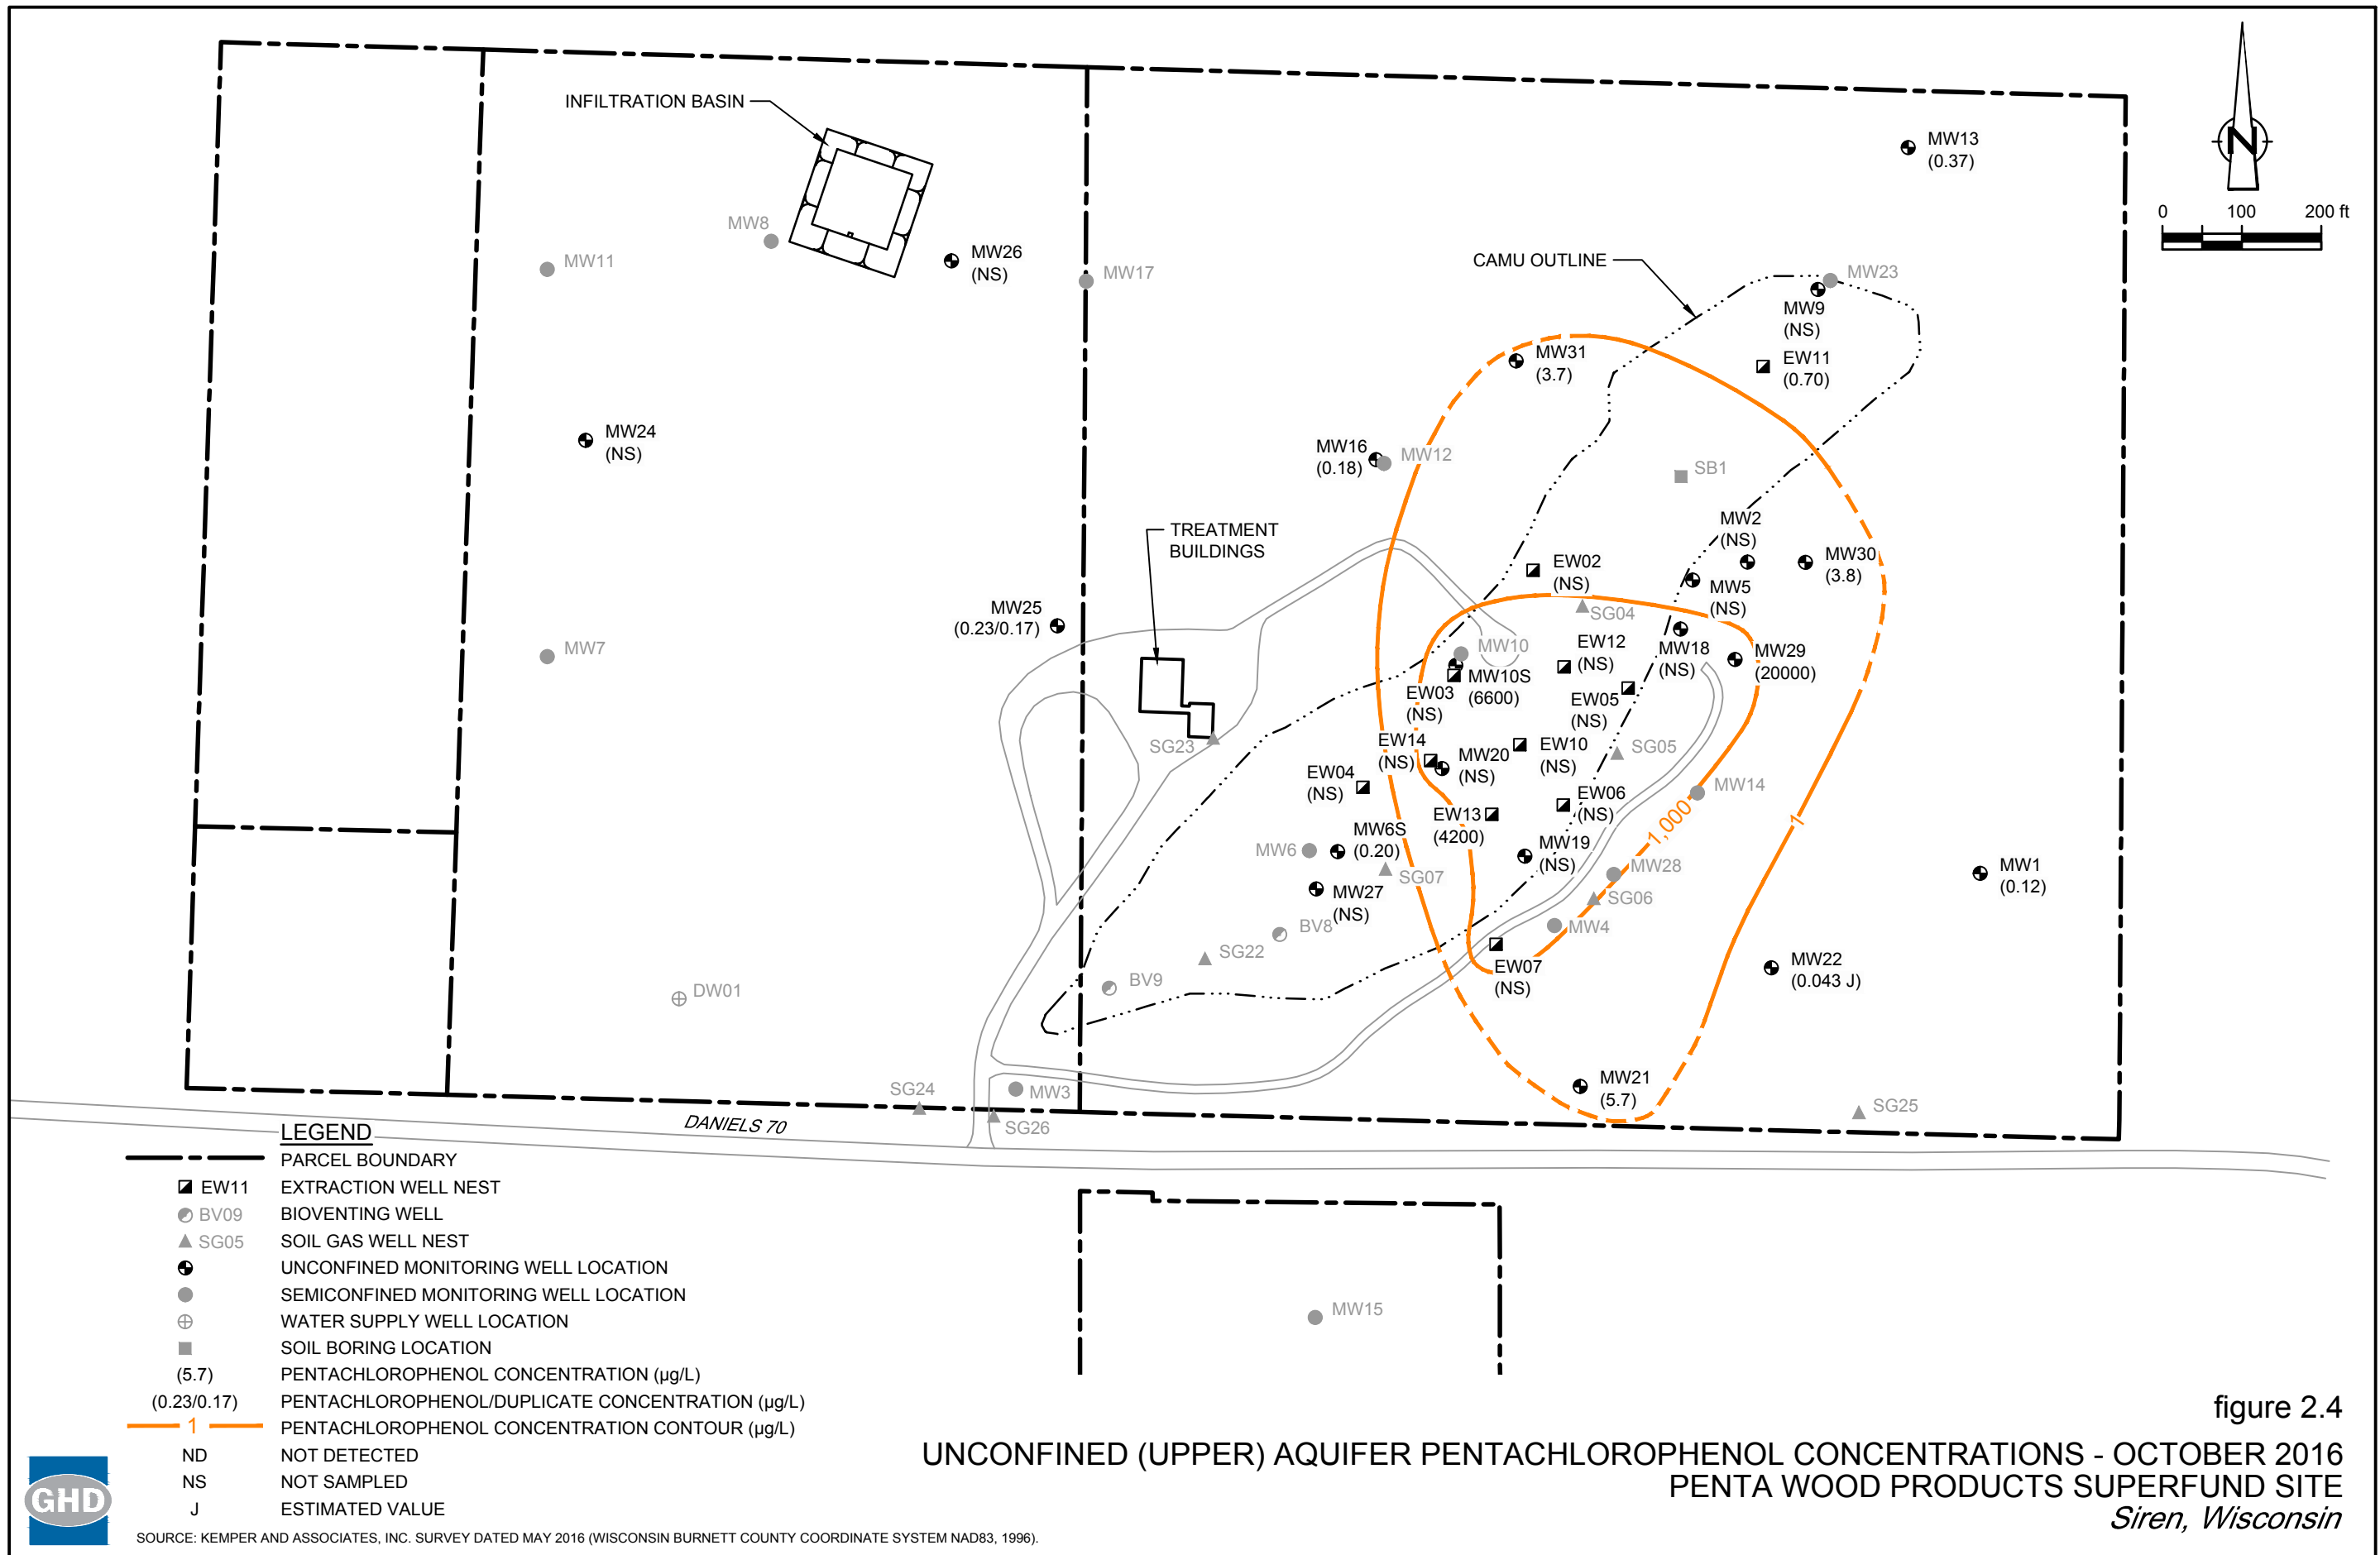 INFILTRATION BASIN
MW13
(0.37)
N
0 100 200 ft
MW8
MW11
MW26
(NS)
MW17
CAMU OUTLINE
MW23
MW9
(NS)
EW11
(0.70)
MW31
(3.7)
MW24
(NS)
MW16
(0.18)
MW12
SB1
TREATMENT
BUILDINGS
MW2
(NS)
EW02
(NS)
MW30
(3.8)
MW5
(NS)
SG04
MW25
(0.23/0.17)
MW7
MW10
EW12
(NS)
MW18
(NS)
MW29
(20000)
MW10S
(6600)
EW03
(NS)
EW05
(NS)
SG23
EW14
(NS)
MW20
(NS)
EW10
(NS)
SG05
EW04
(NS)
MW14
EW06
(NS)
EW13
(4200)
1,000
1
MW6S
(0.20)
MW6
MW19
(NS)
MW28
SG07
MW1
(0.12)
MW27
(NS)
SG06
BV8
MW4
SG22
EW07
(NS)
MW22
(0.043 J)
BV9
DW01
MW21
(5.7)
SG24
MW3
SG25
SG26
DANIELS 70
LEGEND
PARCEL BOUNDARY
EW11 EXTRACTION WELL NEST
BV09 BIOVENTING WELL
SG05 SOIL GAS WELL NEST
UNCONFINED MONITORING WELL LOCATION
SEMICONFINED MONITORING WELL LOCATION
WATER SUPPLY WELL LOCATION
SOIL BORING LOCATION
(5.7) PENTACHLOROPHENOL CONCENTRATION (µg/L)
(0.23/0.17) PENTACHLOROPHENOL/DUPLICATE CONCENTRATION (µg/L)
1 PENTACHLOROPHENOL CONCENTRATION CONTOUR (µg/L)
ND NOT DETECTED
NS NOT SAMPLED
J ESTIMATED VALUE
MW15
GHD
SOURCE: KEMPER AND ASSOCIATES, INC. SURVEY DATED MAY 2016 (WISCONSIN BURNETT COUNTY COORDINATE SYSTEM NAD83, 1996).
figure 2.4
UNCONFINED (UPPER) AQUIFER PENTACHLOROPHENOL CONCENTRATIONS - OCTOBER 2016
PENTA WOOD PRODUCTS SUPERFUND SITE
Siren, Wisconsin